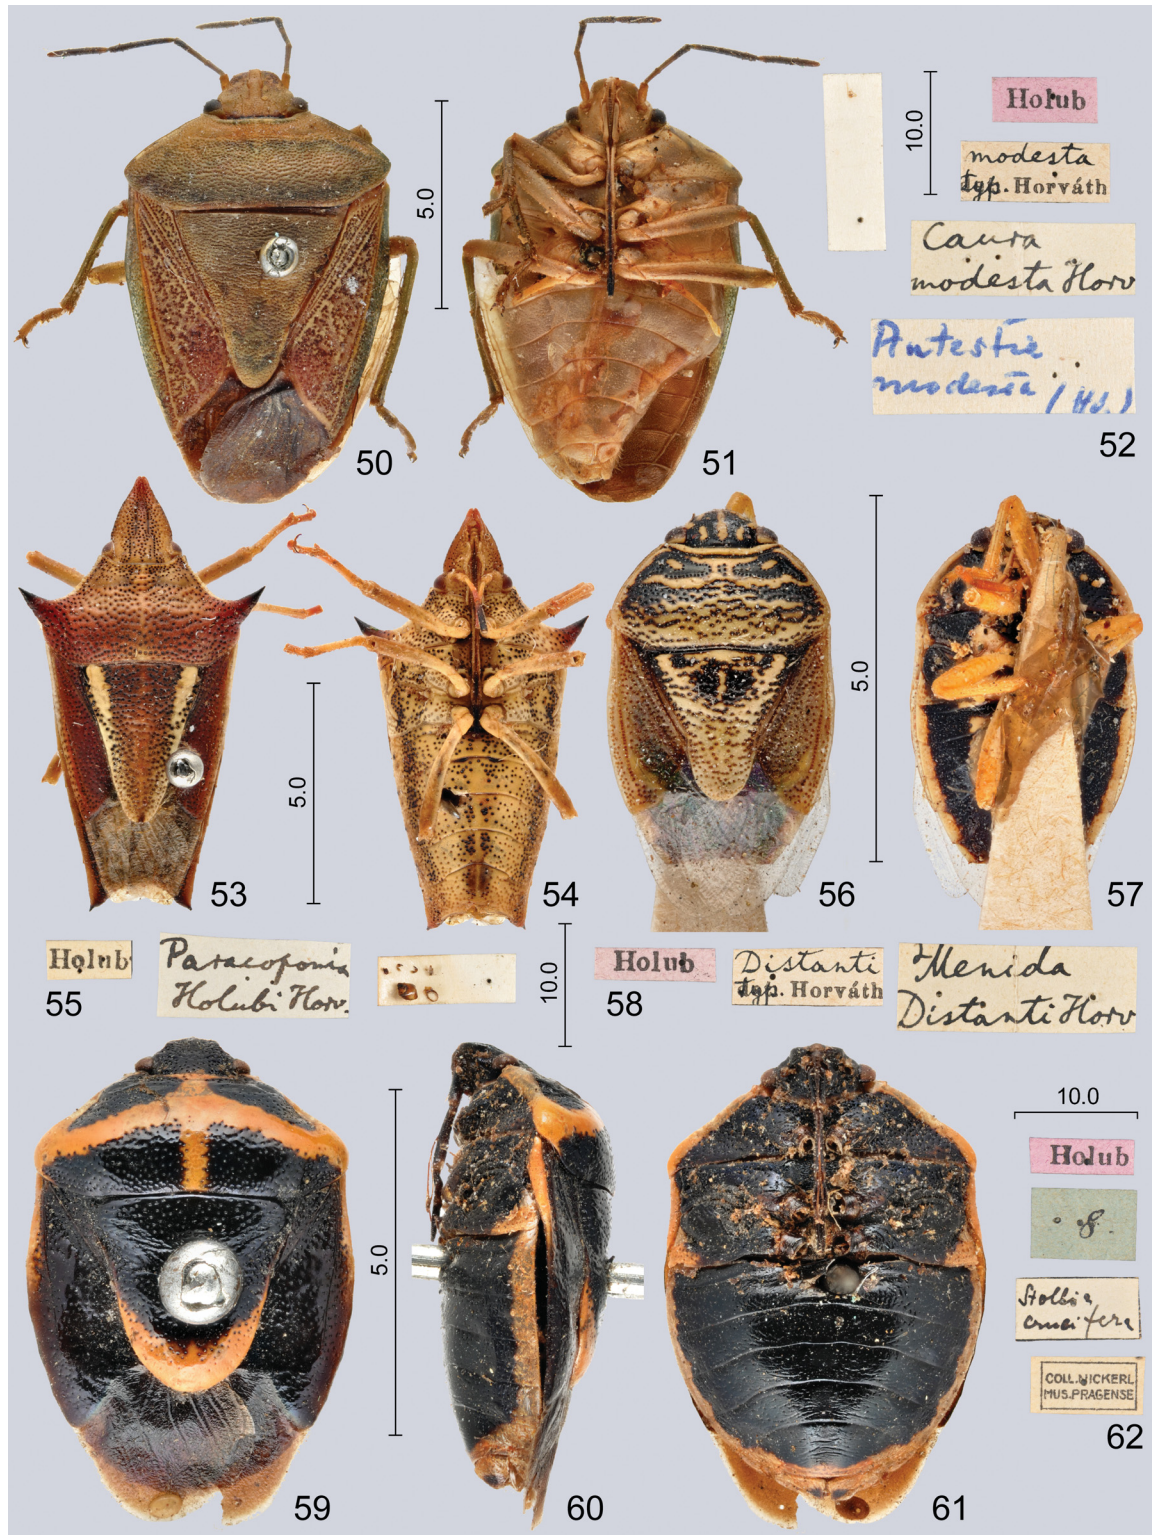 5.0
10.0
Holub
modesta
typ. Horváth
Caura
modesta Horv
Antestia
modesta (Hv.)
50
51
52
53
5.0
54
56
5.0
57
Holub
55
Paracoponia
Holubi Horv.
10.0
Holub
58
Distanti
typ. Horváth
Menida
Distanti Horv
59
5.0
60
61
10.0
Holub
8.
Stollia
crucifera
COLL. NICKERL
MUS. PRAGENSE
62